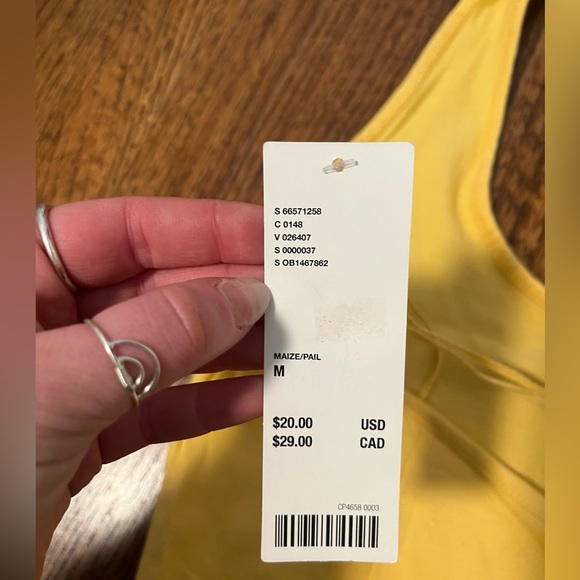 S 66571258
C 0148
V 026407
S 0000037
S OB1467862
MAIZE/PAIL
M
$20.00 USD
$29.00 CAD
CP4658 0003